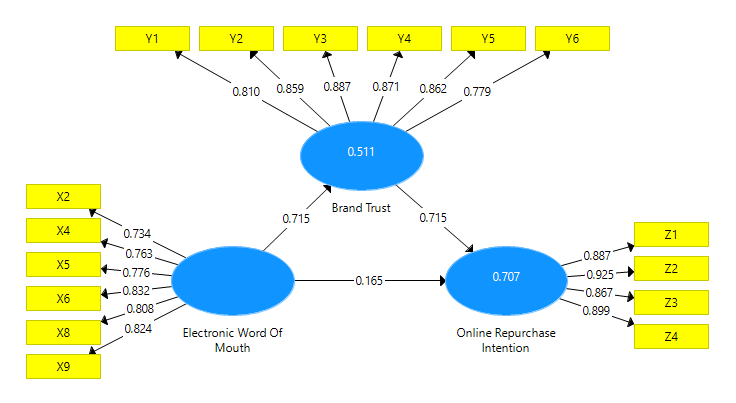 Y1
Y2
Y3
Y4
Y5
Y6
0.810
0.859
0.887
0.871
0.862
0.779
0.511
Brand Trust
X2
X4
X5
X6
X8
X9
0.734
0.763
0.776
0.832
0.808
0.824
0.715
0.715
0.165
Electronic Word Of
Mouth
0.707
Online Repurchase
Intention
0.887
0.925
0.867
0.899
Z1
Z2
Z3
Z4